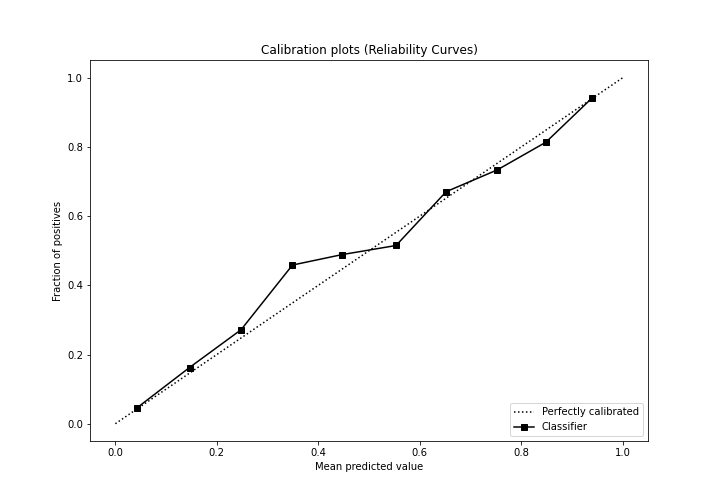 Calibration plots (Reliability Curves)
1.0
0.8
0.6
0.4
0.2
0.0
Fraction of positives
0.0 0.2 0.4 0.6 0.8 1.0
Mean predicted value
Perfectly calibrated
Classifier